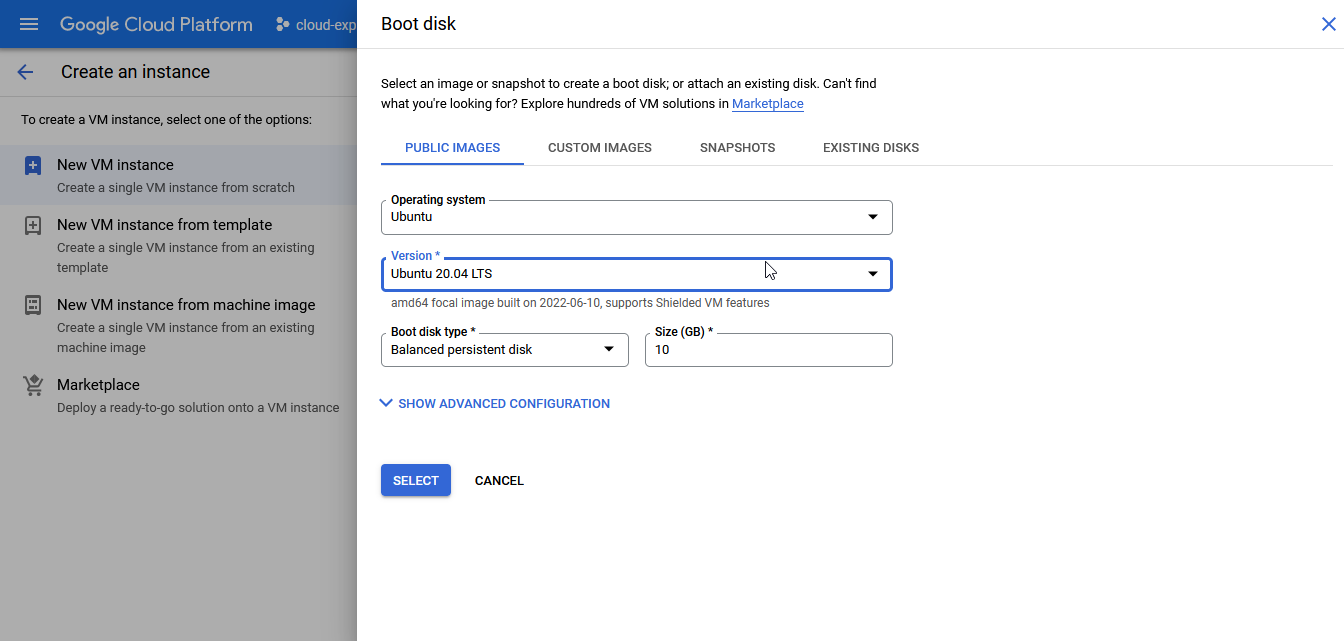 Google Cloud Platform
cloud-exp
Create an instance
To create a VM instance, select one of the options:
New VM instance
Create a single VM instance from scratch
New VM instance from template
Create a single VM instance from an existing
template
New VM instance from machine image
Create a single VM instance from an existing
machine image
Marketplace
Deploy a ready-to-go solution onto a VM instance
Boot disk
Select an image or snapshot to create a boot disk; or attach an existing disk. Can't find
what you're looking for? Explore hundreds of VM solutions in Marketplace
PUBLIC IMAGES CUSTOM IMAGES SNAPSHOTS EXISTING DISKS
Operating system
Ubuntu
Version *
Ubuntu 20.04 LTS
amd64 focal image built on 2022-06-10, supports Shielded VM features
Boot disk type *
Balanced persistent disk
Size (GB) *
10
SHOW ADVANCED CONFIGURATION
SELECT CANCEL